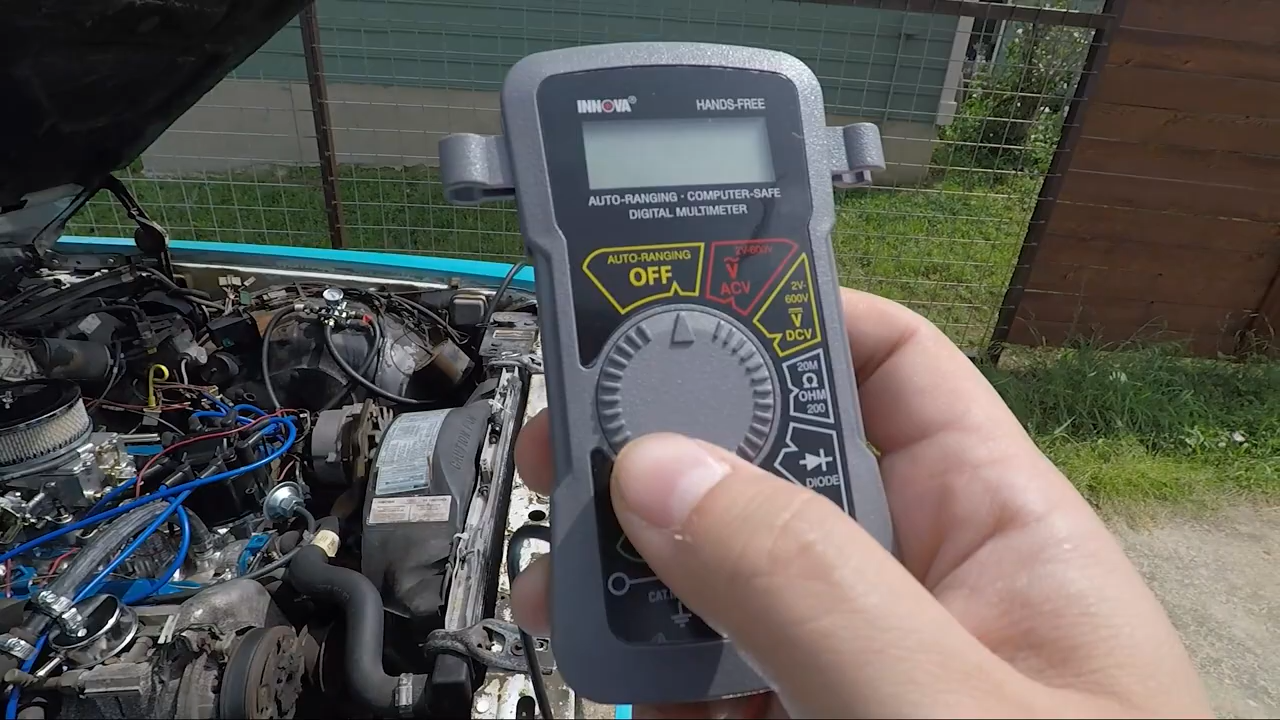 INNOVA®
HANDS-FREE
AUTO-RANGING · COMPUTER-SAFE
DIGITAL MULTIMETER
AUTO-RANGING
OFF
2V-600V
ACV
2V-
600V
V
DCV
20M
Ω
OHM
200
DIODE
CAT.